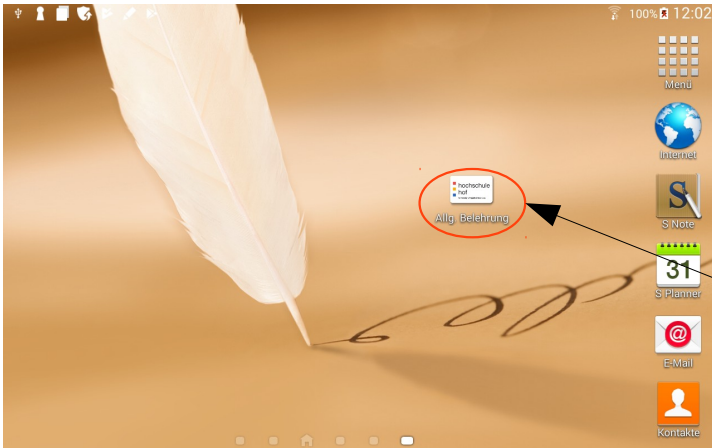 100% 12:02
Menü
Internet
hochschule
hof
Allg. Belehrung
S
S Note
31
S Planner
@
E-Mail
Kontakte